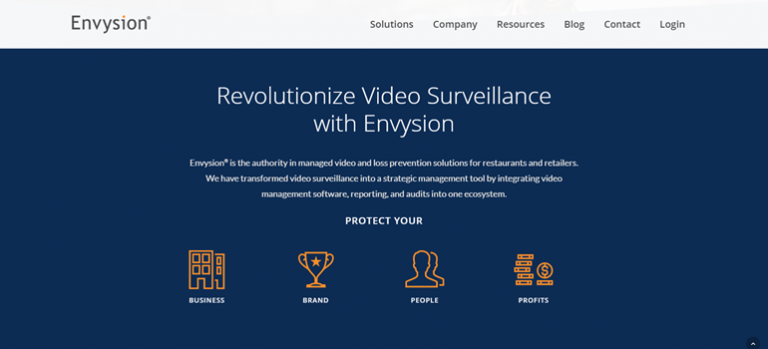 Envysion®
Solutions Company Resources Blog Contact Login
Revolutionize Video Surveillance
with Envysion
Envysion® is the authority in managed video and loss prevention solutions for restaurants and retailers.
We have transformed video surveillance into a strategic management tool by integrating video
management software, reporting, and audits into one ecosystem.
PROTECT YOUR
BUSINESS BRAND PEOPLE PROFITS